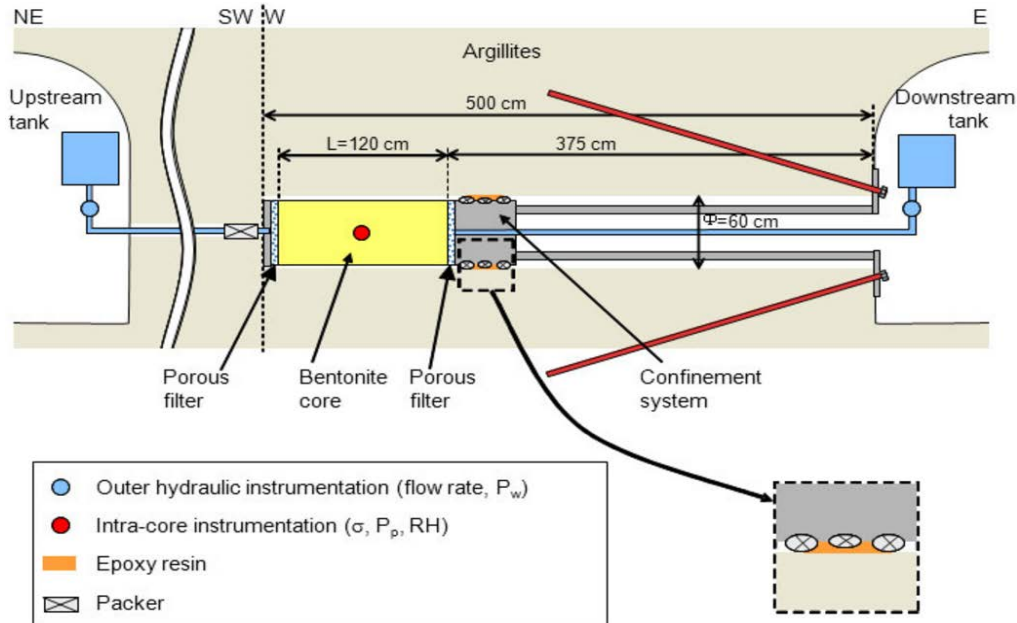 NE
SW W
E
Argillites
Upstream
tank
500 cm
Downstream
tank
L=120 cm
375 cm
Φ=60 cm
Porous
filter
Bentonite
core
Porous
filter
Confinement
system
Outer hydraulic instrumentation (flow rate, Pw)
Intra-core instrumentation (σ, Pp, RH)
Epoxy resin
Packer